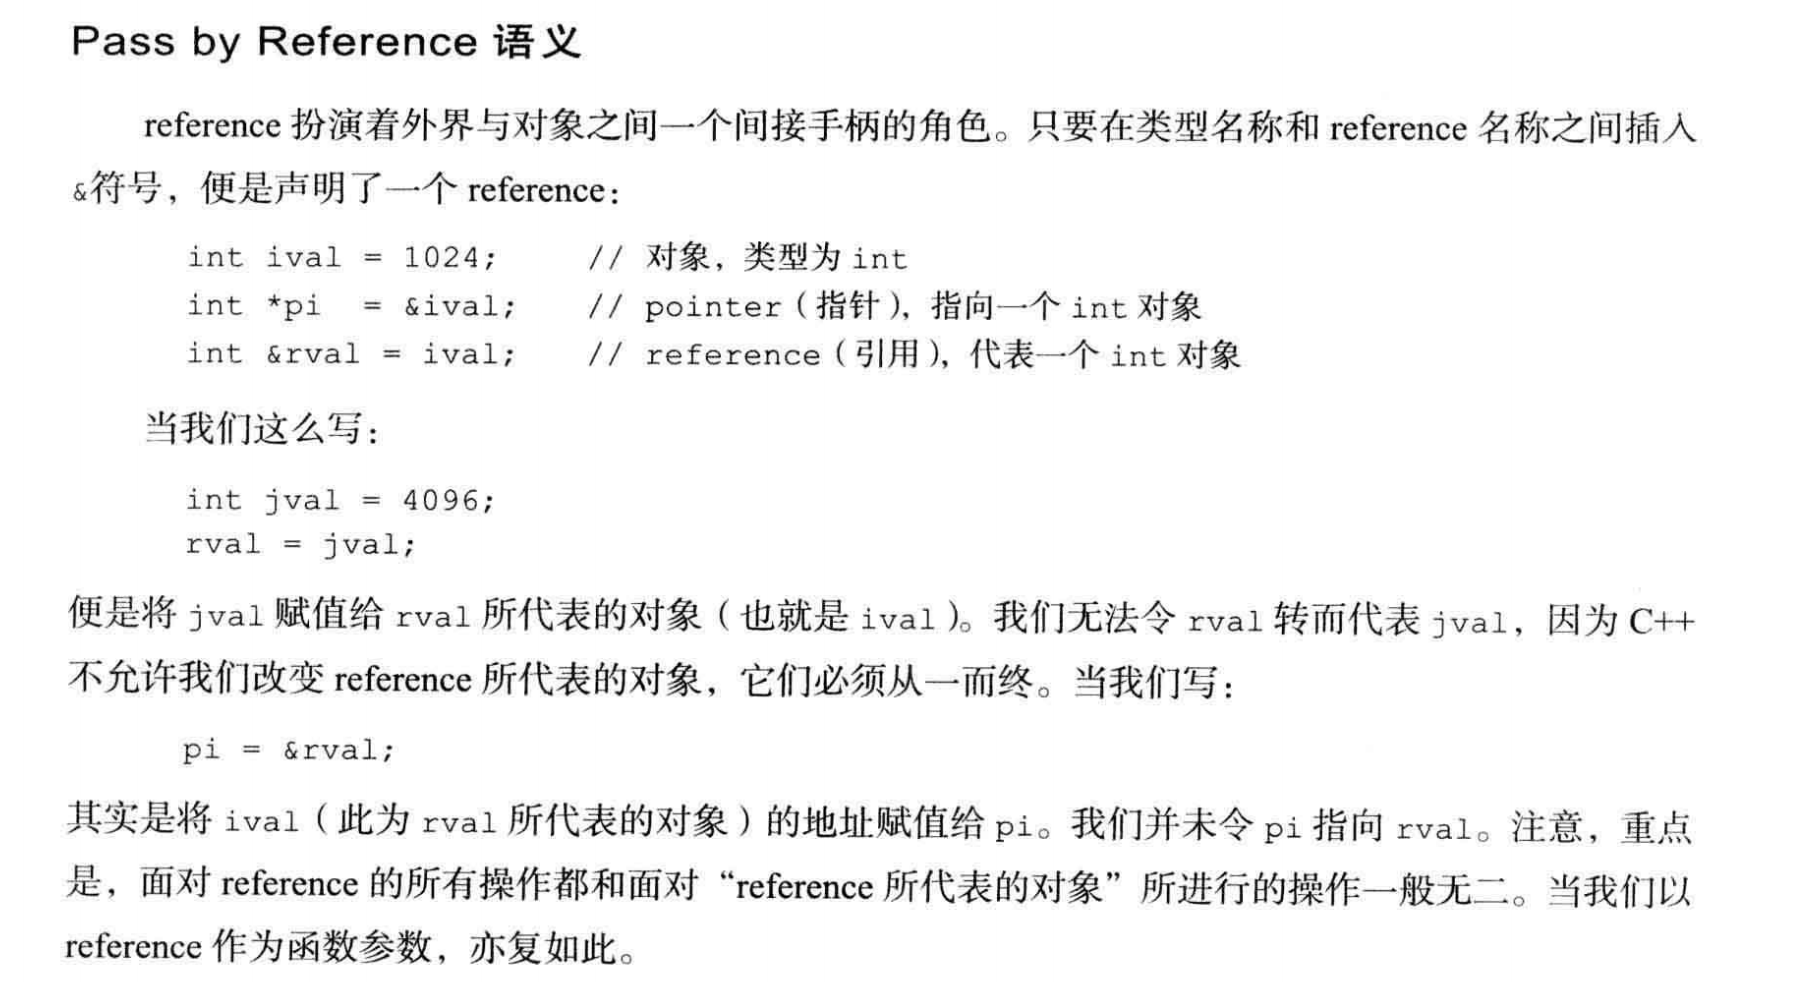 Pass by Reference 语义
reference 扮演着外界与对象之间一个间接手柄的角色。只要在类型名称和 reference 名称之间插入
&符号，便是声明了一个 reference：
int ival = 1024; // 对象，类型为 int
int *pi = &ival; // pointer（指针），指向一个 int 对象
int &rval = ival; // reference（引用），代表一个 int 对象
当我们这么写：
int jval = 4096;
rval = jval;
便是将 jval 赋值给 rval 所代表的对象（也就是 ival）。我们无法令 rval 转而代表 jval，因为 C++
不允许我们改变 reference 所代表的对象，它们必须从一而终。当我们写：
pi = &rval;
其实是将 ival（此为 rval 所代表的对象）的地址赋值给 pi。我们并未令 pi 指向 rval。注意，重点
是，面对 reference 的所有操作都和面对“reference 所代表的对象”所进行的操作一般无二。当我们以
reference 作为函数参数，亦复如此。